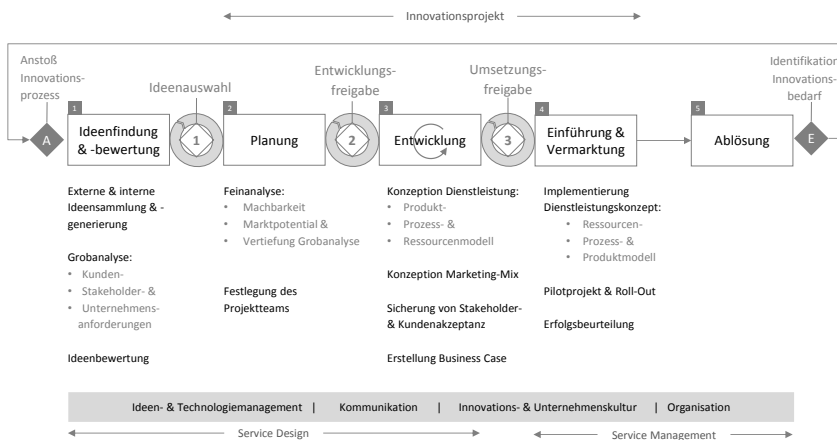 Innovationsprojekt
Anstoß
Innovations-
prozess
Ideenauswahl
Entwicklungs-
freigabe
Umsetzungs-
freigabe
Identifikation
Innovations-
bedarf
A
1
Ideenfindung
& -bewertung
1
2
Planung
2
3
Entwicklung
3
4
Einführung &
Vermarktung
5
Ablösung
E
Externe & interne
Ideensammlung & -
generierung
Grobanalyse:
• Kunden-
• Stakeholder- &
• Unternehmens-
anforderungen
Ideenbewertung
Feinanalyse:
• Machbarkeit
• Marktpotential &
• Vertiefung Grobanalyse
Festlegung des
Projektteams
Konzeption Dienstleistung:
• Produkt-
• Prozess- &
• Ressourcenmodell
Konzeption Marketing-Mix
Sicherung von Stakeholder-
& Kundenakzeptanz
Erstellung Business Case
Implementierung
Dienstleistungskonzept:
• Ressourcen-
• Prozess- &
• Produktmodell
Pilotprojekt & Roll-Out
Erfolgsbeurteilung
Ideen- & Technologiemanagement | Kommunikation | Innovations- & Unternehmenskultur | Organisation
Service Design
Service Management